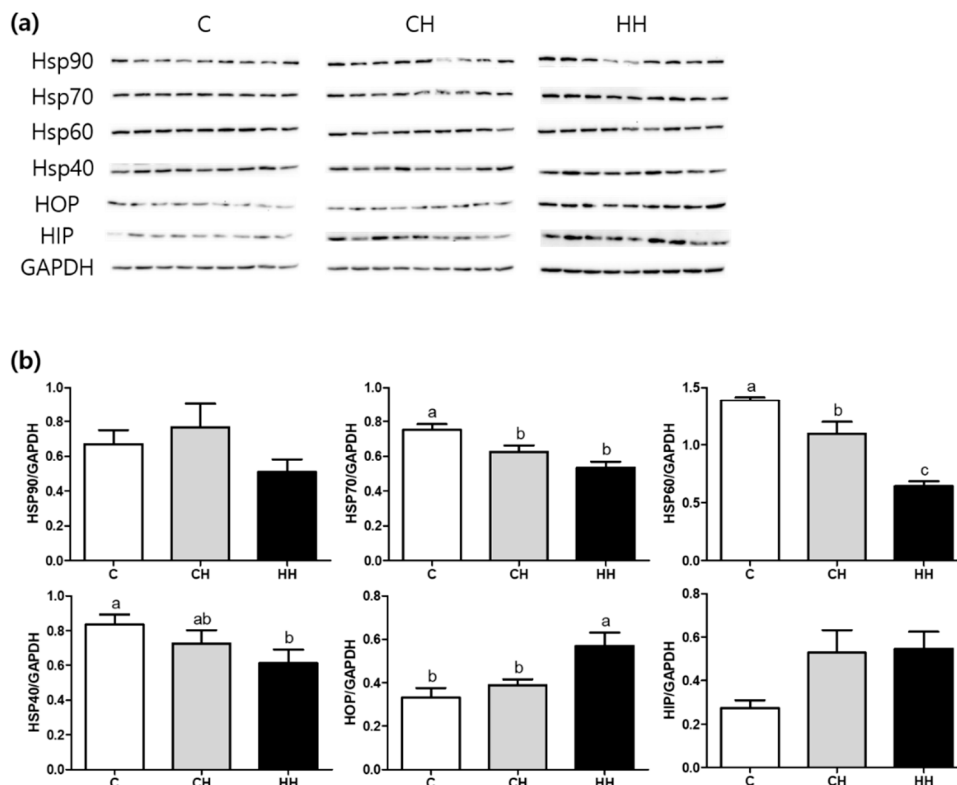 (a)
C CH HH
Hsp90
Hsp70
Hsp60
Hsp40
HOP
HIP
GAPDH
(b)
HSP90/GAPDH
1.0
0.8
0.6
0.4
0.2
0.0
C CH HH
HSP70/GAPDH
1.0
0.8
0.6
0.4
0.2
0.0
a b b
C CH HH
HSP60/GAPDH
1.5
1.0
0.5
0.0
a b c
C CH HH
HSP40/GAPDH
1.0
0.8
0.6
0.4
0.2
0.0
a ab b
C CH HH
HOP/GAPDH
0.8
0.6
0.4
0.2
0.0
b b a
C CH HH
HIP/GAPDH
0.8
0.6
0.4
0.2
0.0
C CH HH